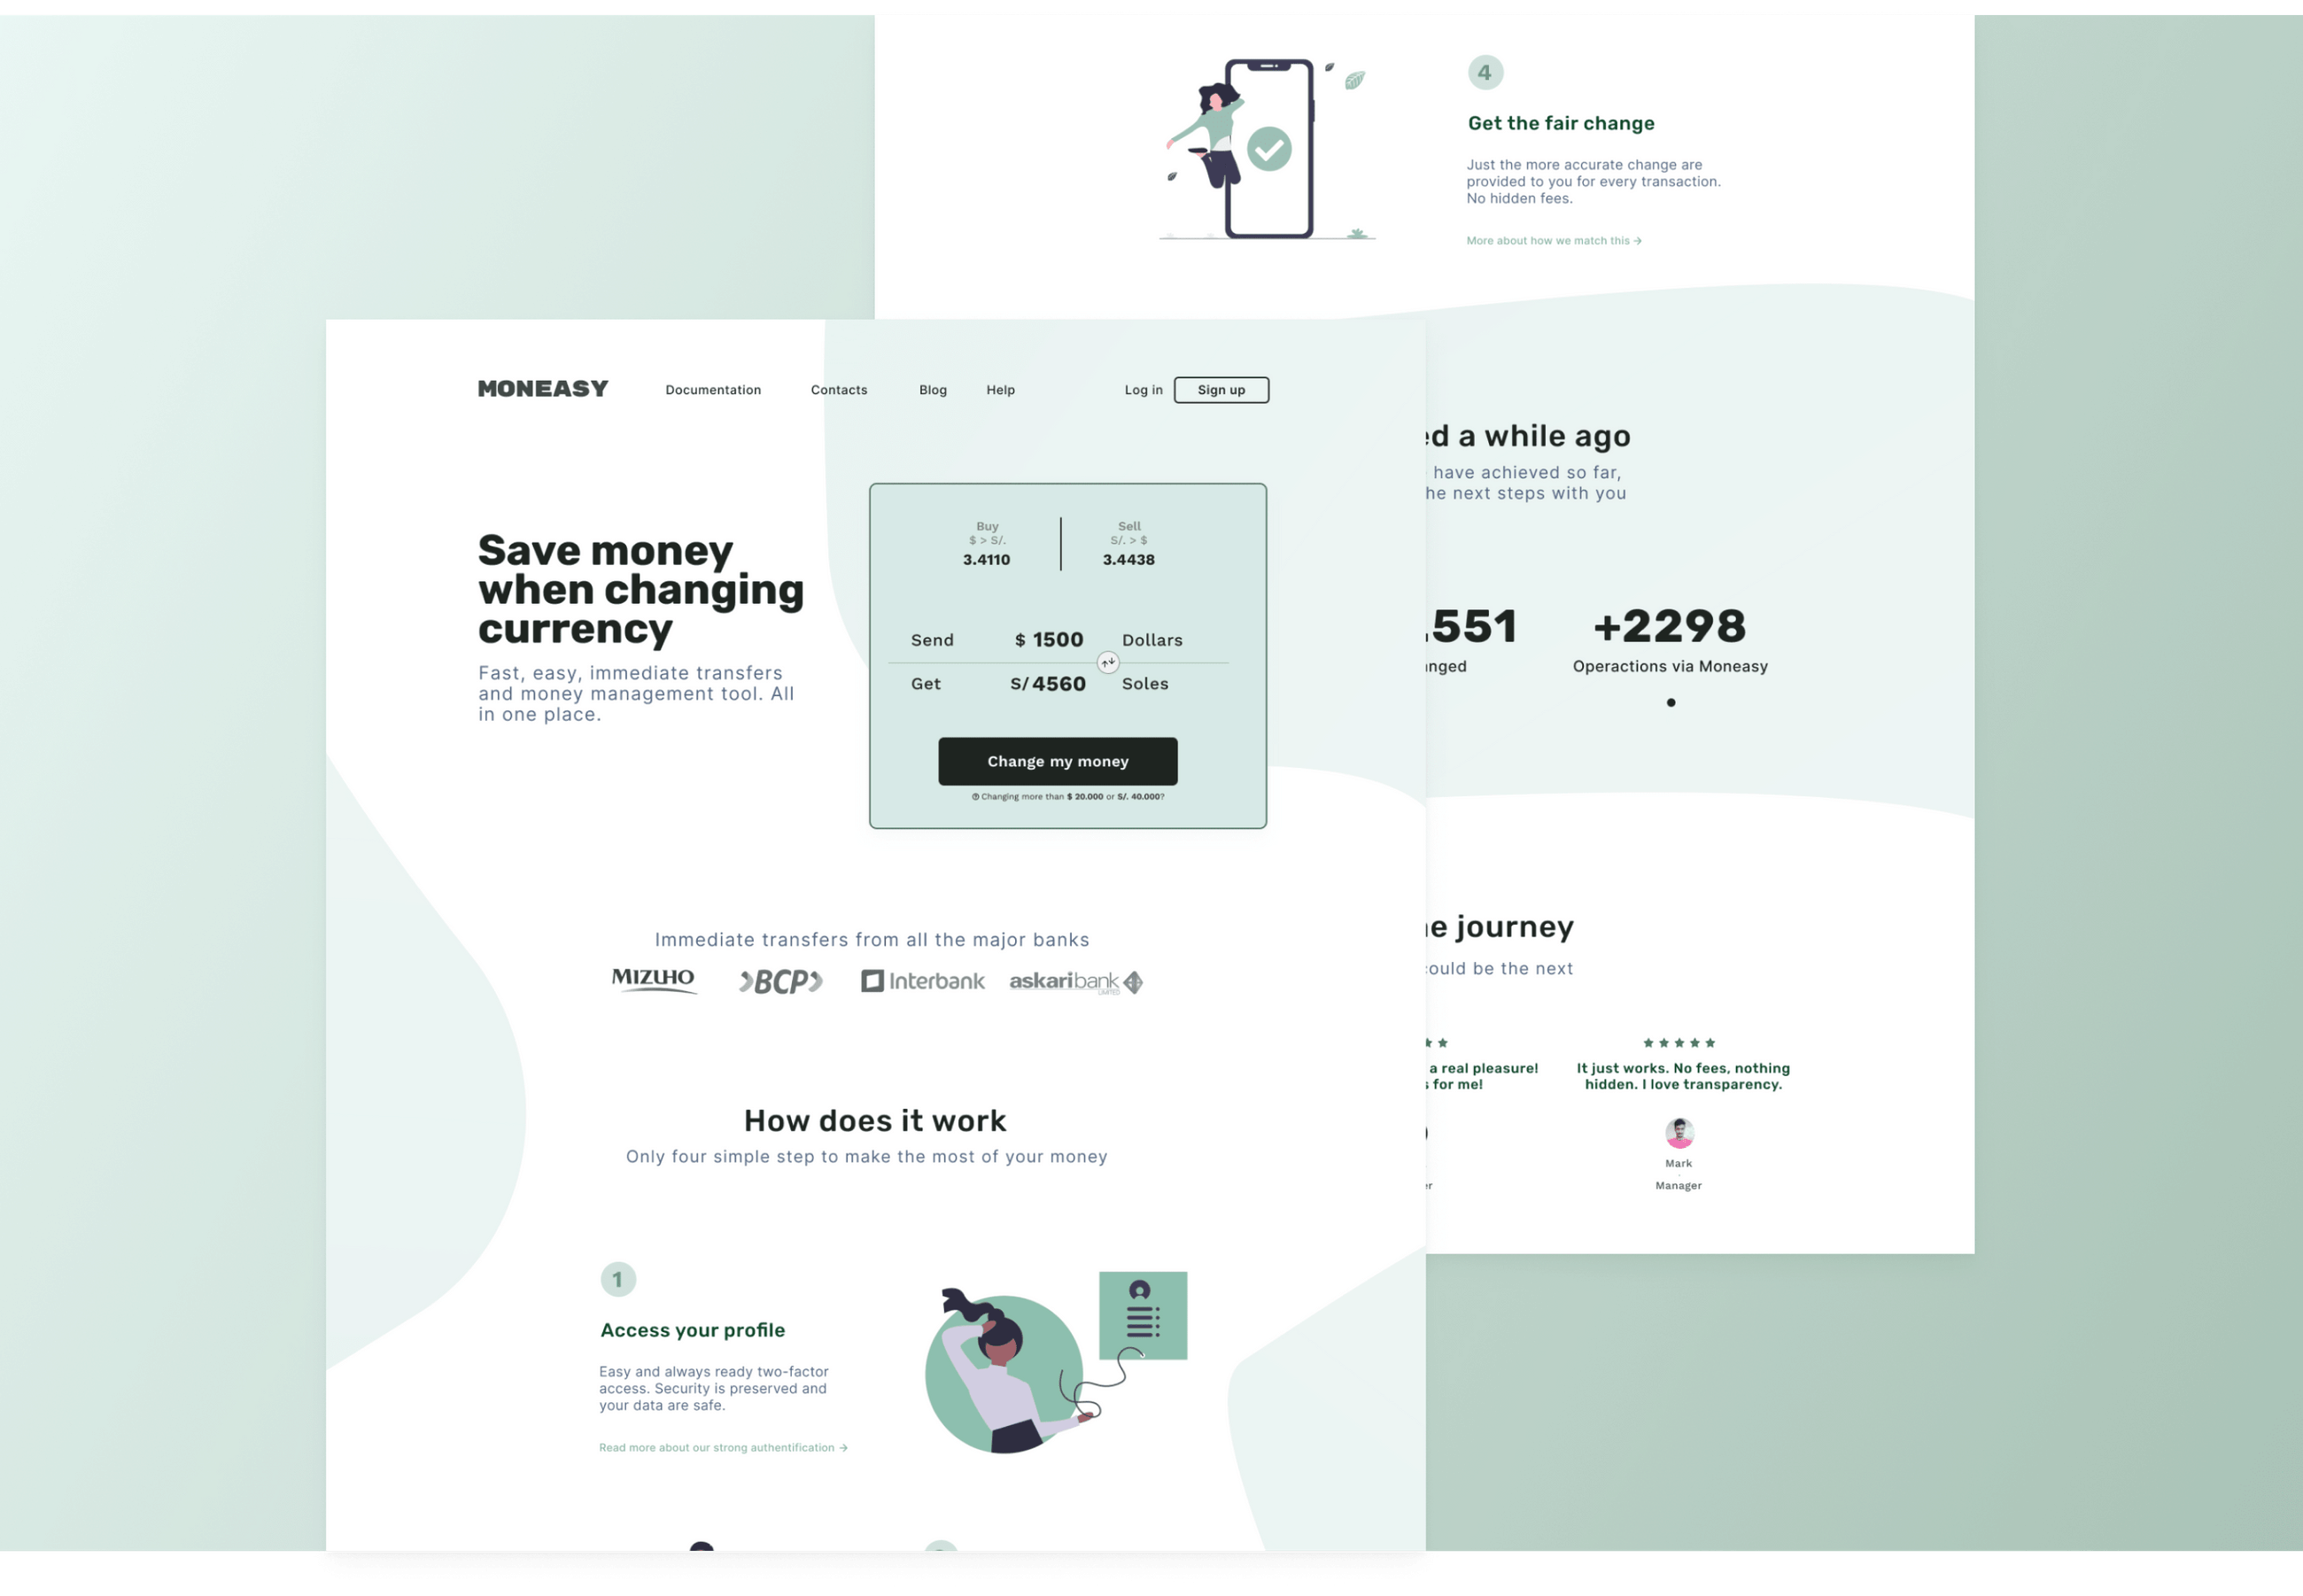 4
Get the fair change
Just the more accurate change are
provided to you for every transaction.
No hidden fees.
More about how we match this →
MONEASY
Documentation
Contacts
Blog
Help
Log in
Sign up
Save money
when changing
currency
Fast, easy, immediate transfers
and money management tool. All
in one place.
Buy
$ > S/.
3.4110
Sell
S/. > $
3.4438
Send $ 1500 Dollars
Get S/ 4560 Soles
Change my money
Changing more than $ 20.000 or S/. 40.000?
Immediate transfers from all the major banks
MIZUHO
BCP
Interbank
askaribank
LIMITED
How does it work
Only four simple step to make the most of your money
1
Access your profile
Easy and always ready two-factor
access. Security is preserved and
your data are safe.
Read more about our strong authentification →
a while ago
have achieved so far,
next steps with you
551
+2298
Operactions via Moneasy
journey
be the next
a real pleasure!
for me!
It just works. No fees, nothing
hidden. I love transparency.
Mark
Manager